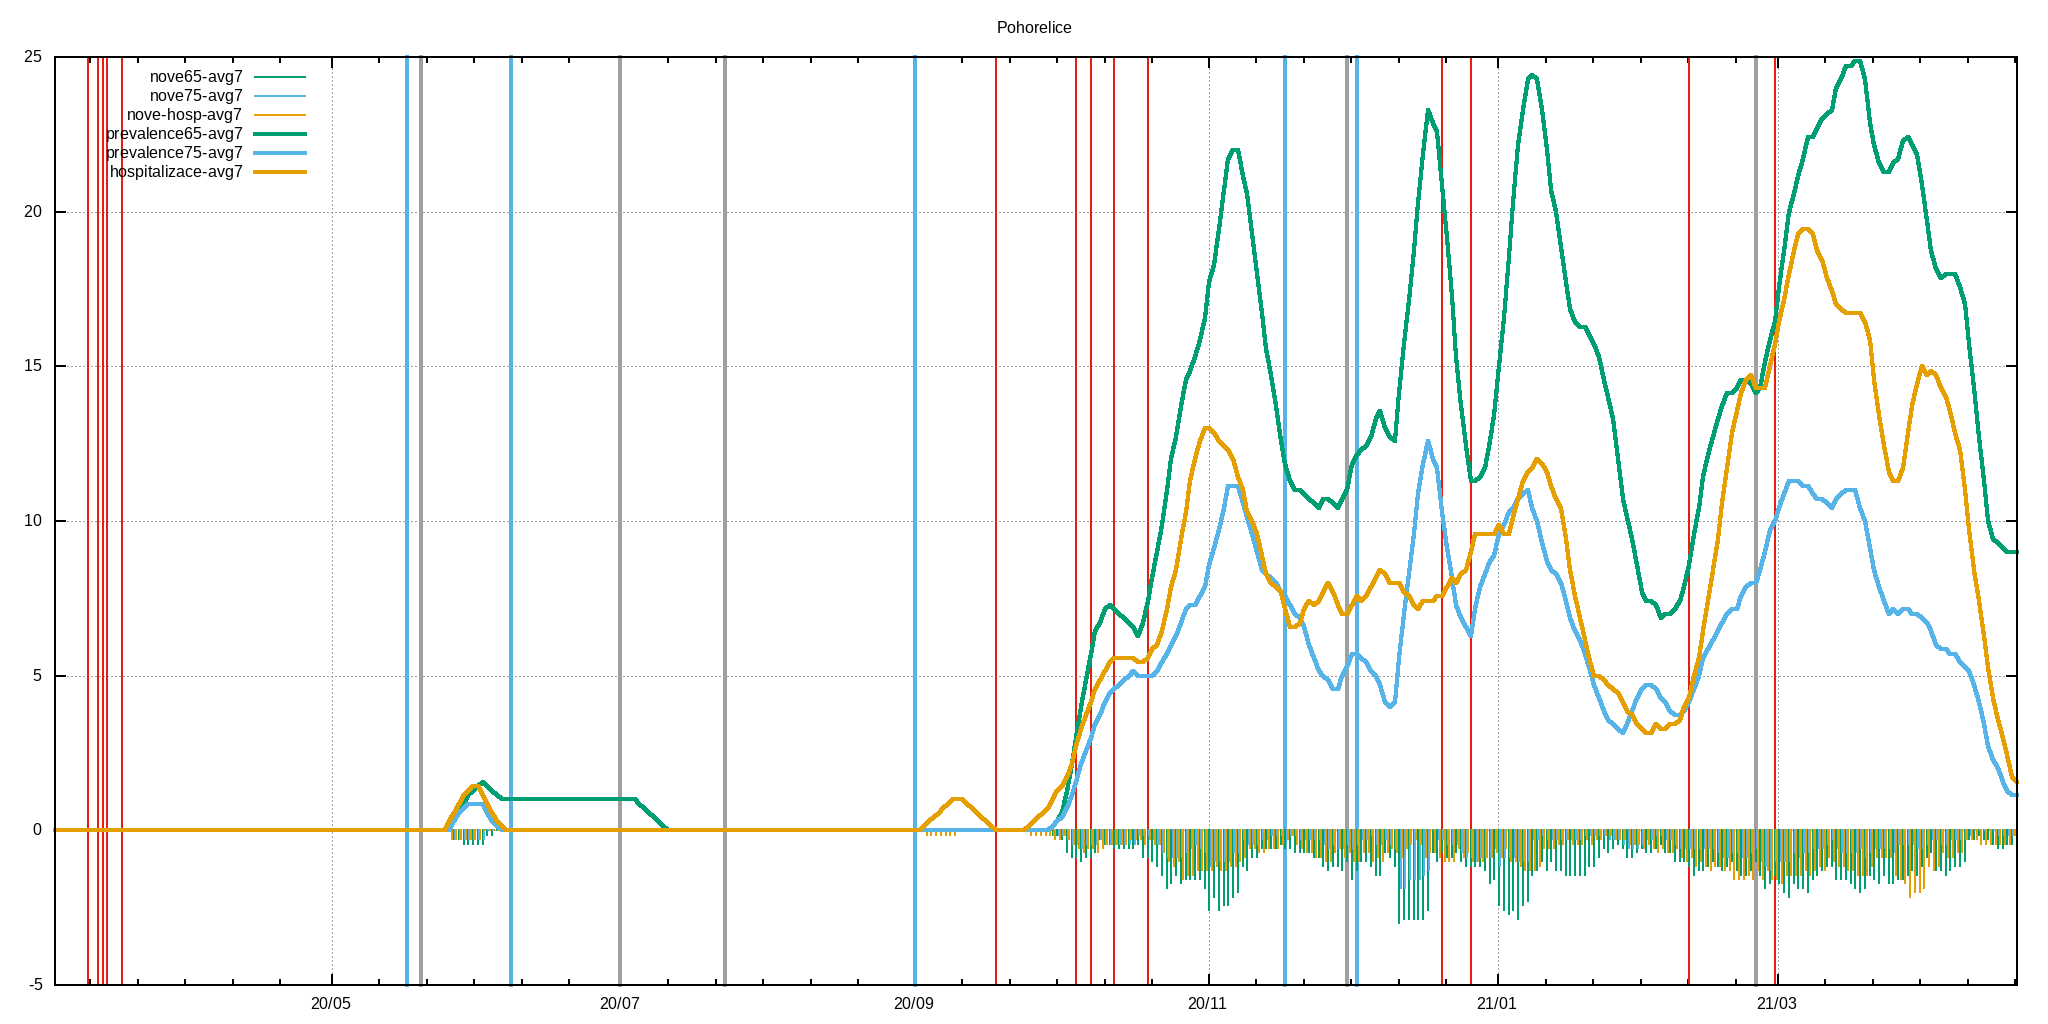 Pohorelice
25
nove65-avg7
nove75-avg7
nove-hosp-avg7
prevalence65-avg7
prevalence75-avg7
hospitalizace-avg7
20
15
10
5
0
-5
20/05 20/07 20/09 20/11 21/01 21/03